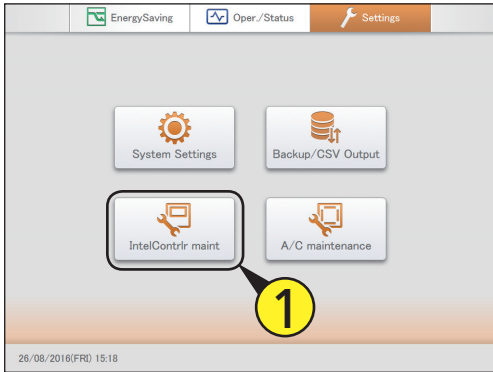 EnergySaving
Oper./Status
Settings
System Settings
Backup/CSV Output
IntelContrlr maint
A/C maintenance
1
26/08/2016(FRI) 15:18